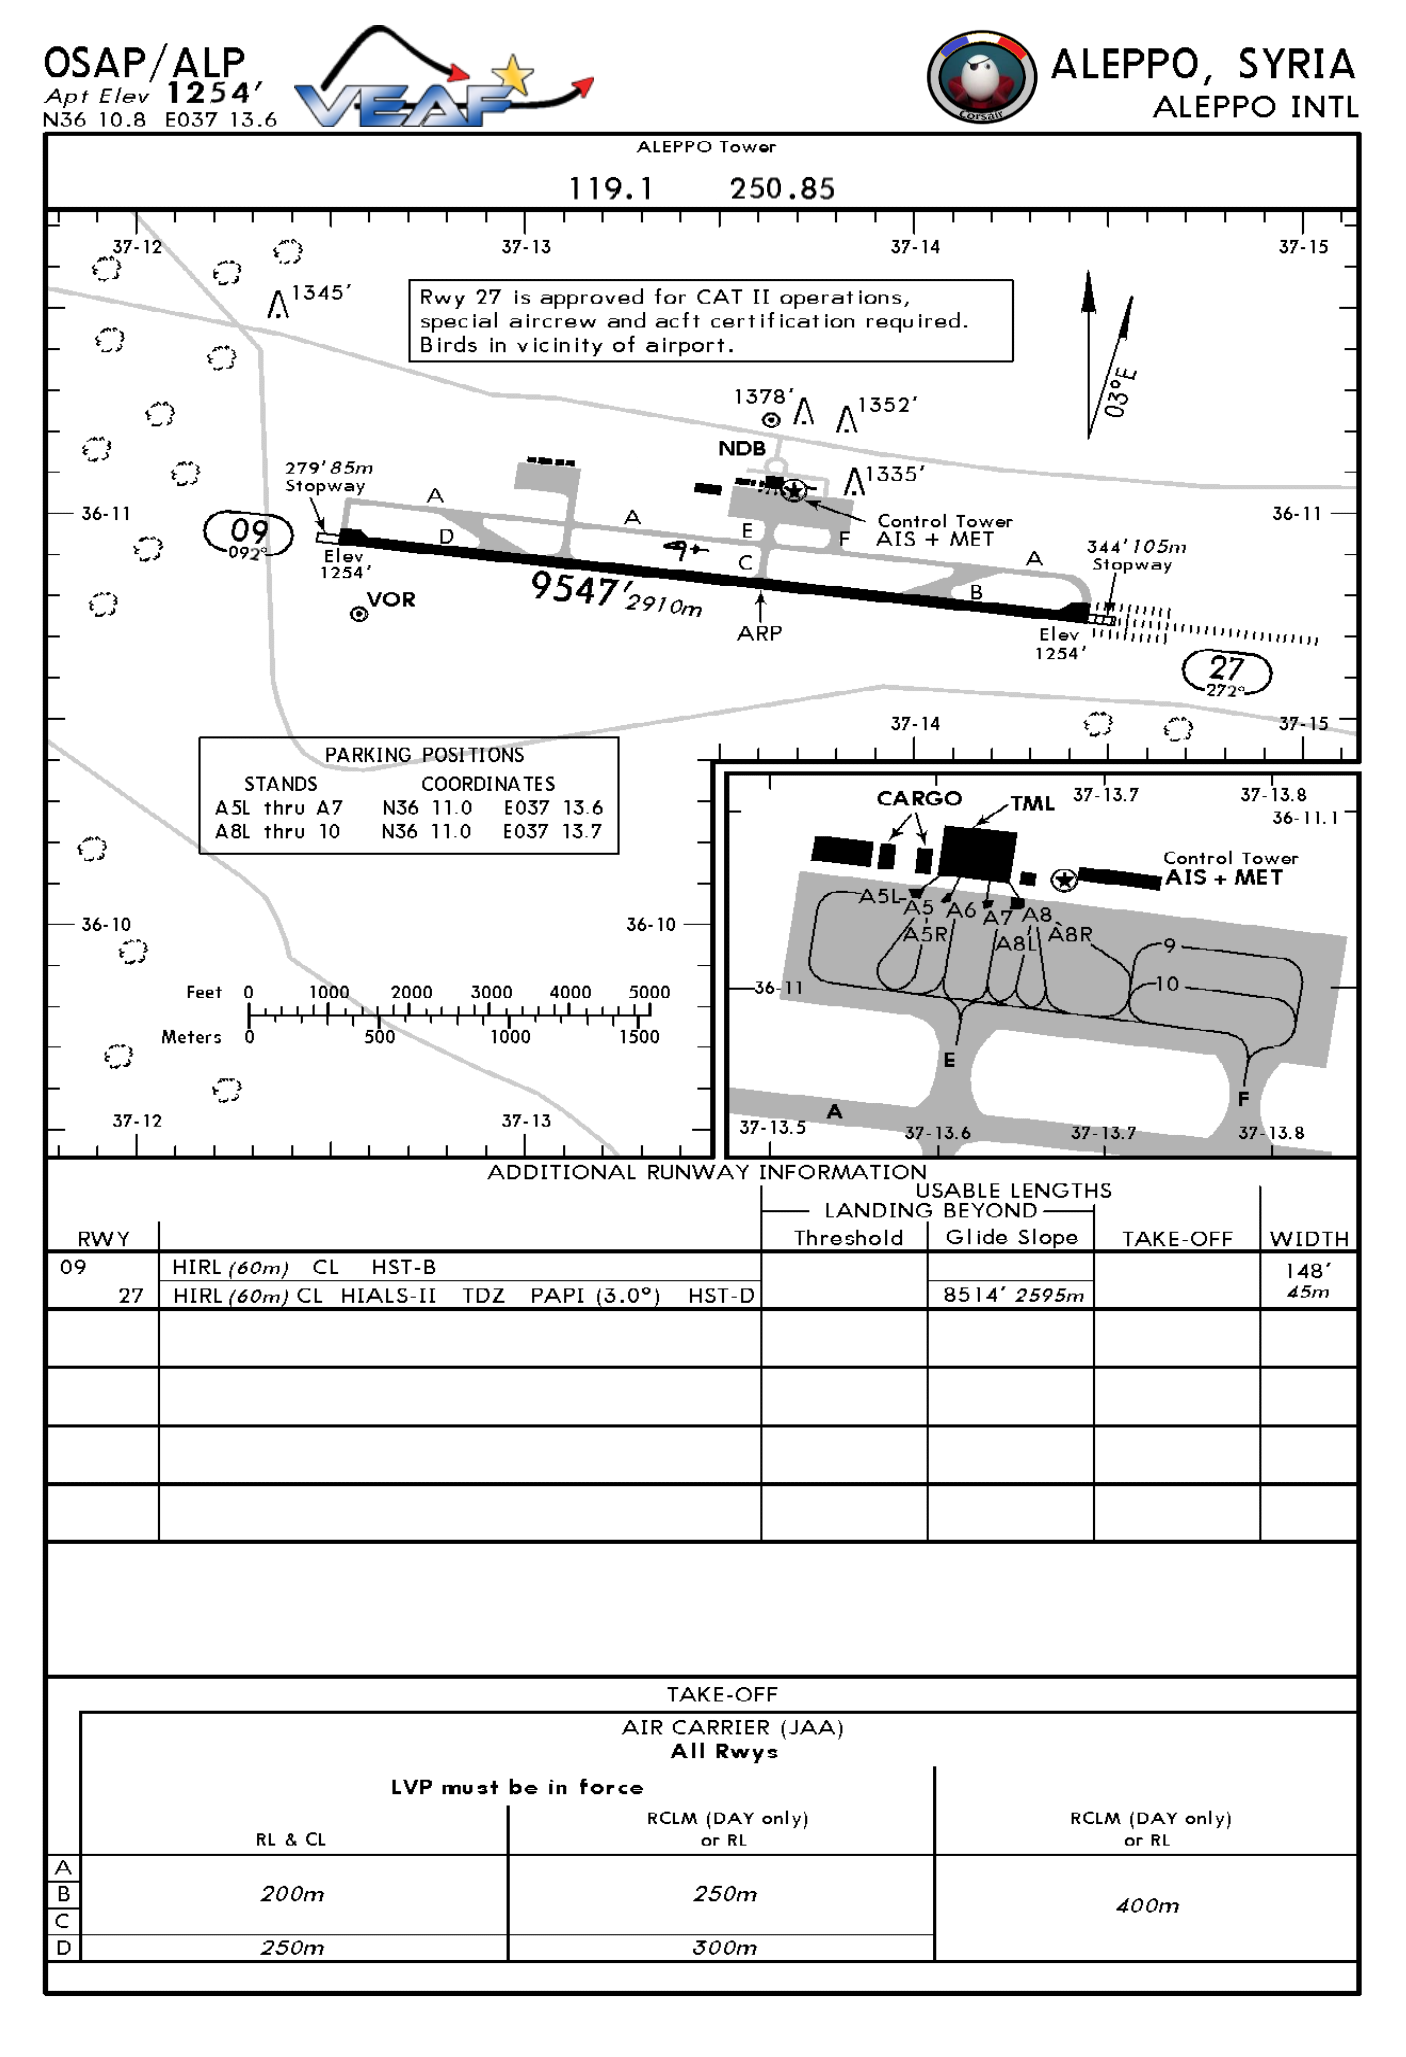 OSAP/ALP
Apt Elev 1254'
N36 10.8 E037 13.6
VEAF
Corsair
ALEPPO, SYRIA
ALEPPO INTL
ALEPPO Tower
119.1 250.85
37-12 37-13 37-14 37-15
1345'
Rwy 27 is approved for CAT II operations,
special aircrew and acft certification required.
Birds in vicinity of airport.
03°E
1378' 1352'
NDB
1335'
279' 85m
Stopway
A
36-11 36-11
09
092°
A
E
F
Control Tower
AIS + MET
D
C
A
344' 105m
Stopway
Elev
1254'
9547' 2910m
B
VOR
ARP
Elev
1254'
27
272°
37-14 37-15
PARKING POSITIONS
STANDS COORDINATES
A5L thru A7 N36 11.0 E037 13.6
A8L thru 10 N36 11.0 E037 13.7
CARGO TML 37-13.7 37-13.8
36-11.1
Control Tower
AIS + MET
A5L A5 A6 A7 A8
A5R A8L A8R 9
36-11 10
E
F
A
37-13.5 37-13.6 37-13.7 37-13.8
36-10 36-10
Feet 0 1000 2000 3000 4000 5000
Meters 0 500 1000 1500
37-12 37-13
ADDITIONAL RUNWAY INFORMATION
USABLE LENGTHS
LANDING BEYOND
RWY Threshold Glide Slope TAKE-OFF WIDTH
09 HIRL (60m) CL HST-B 148'
27 HIRL (60m) CL HIALS-II TDZ PAPI (3.0°) HST-D 8514' 2595m 45m
TAKE-OFF
AIR CARRIER (JAA)
All Rwys
LVP must be in force
RCLM (DAY only) RCLM (DAY only)
RL & CL or RL or RL
A
B 200m 250m 400m
C
D 250m 300m